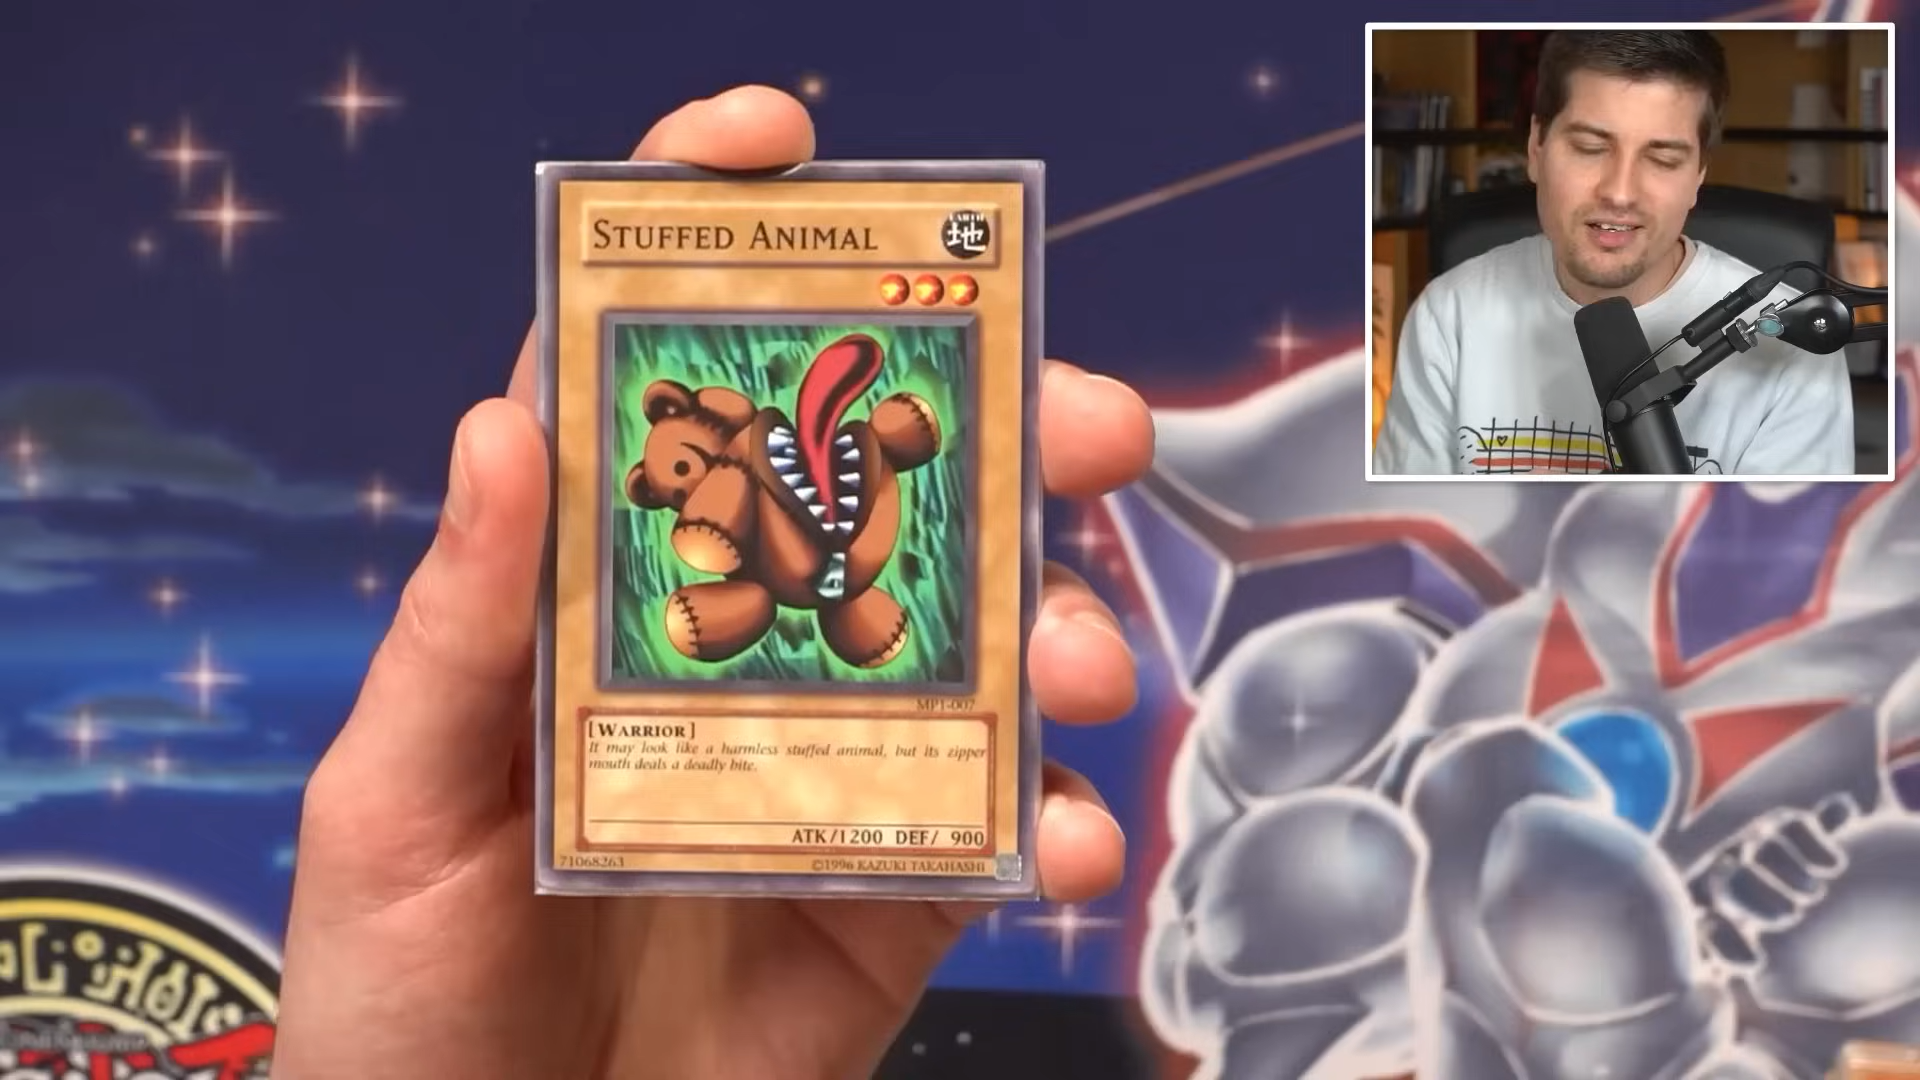 STUFFED ANIMAL
EARTH
地
MP1-007
[WARRIOR]
It may look like a harmless stuffed animal, but its zipper
mouth deals a deadly bite.
ATK/1200 DEF/ 900
71068263
©1996 KAZUKI TAKAHASHI